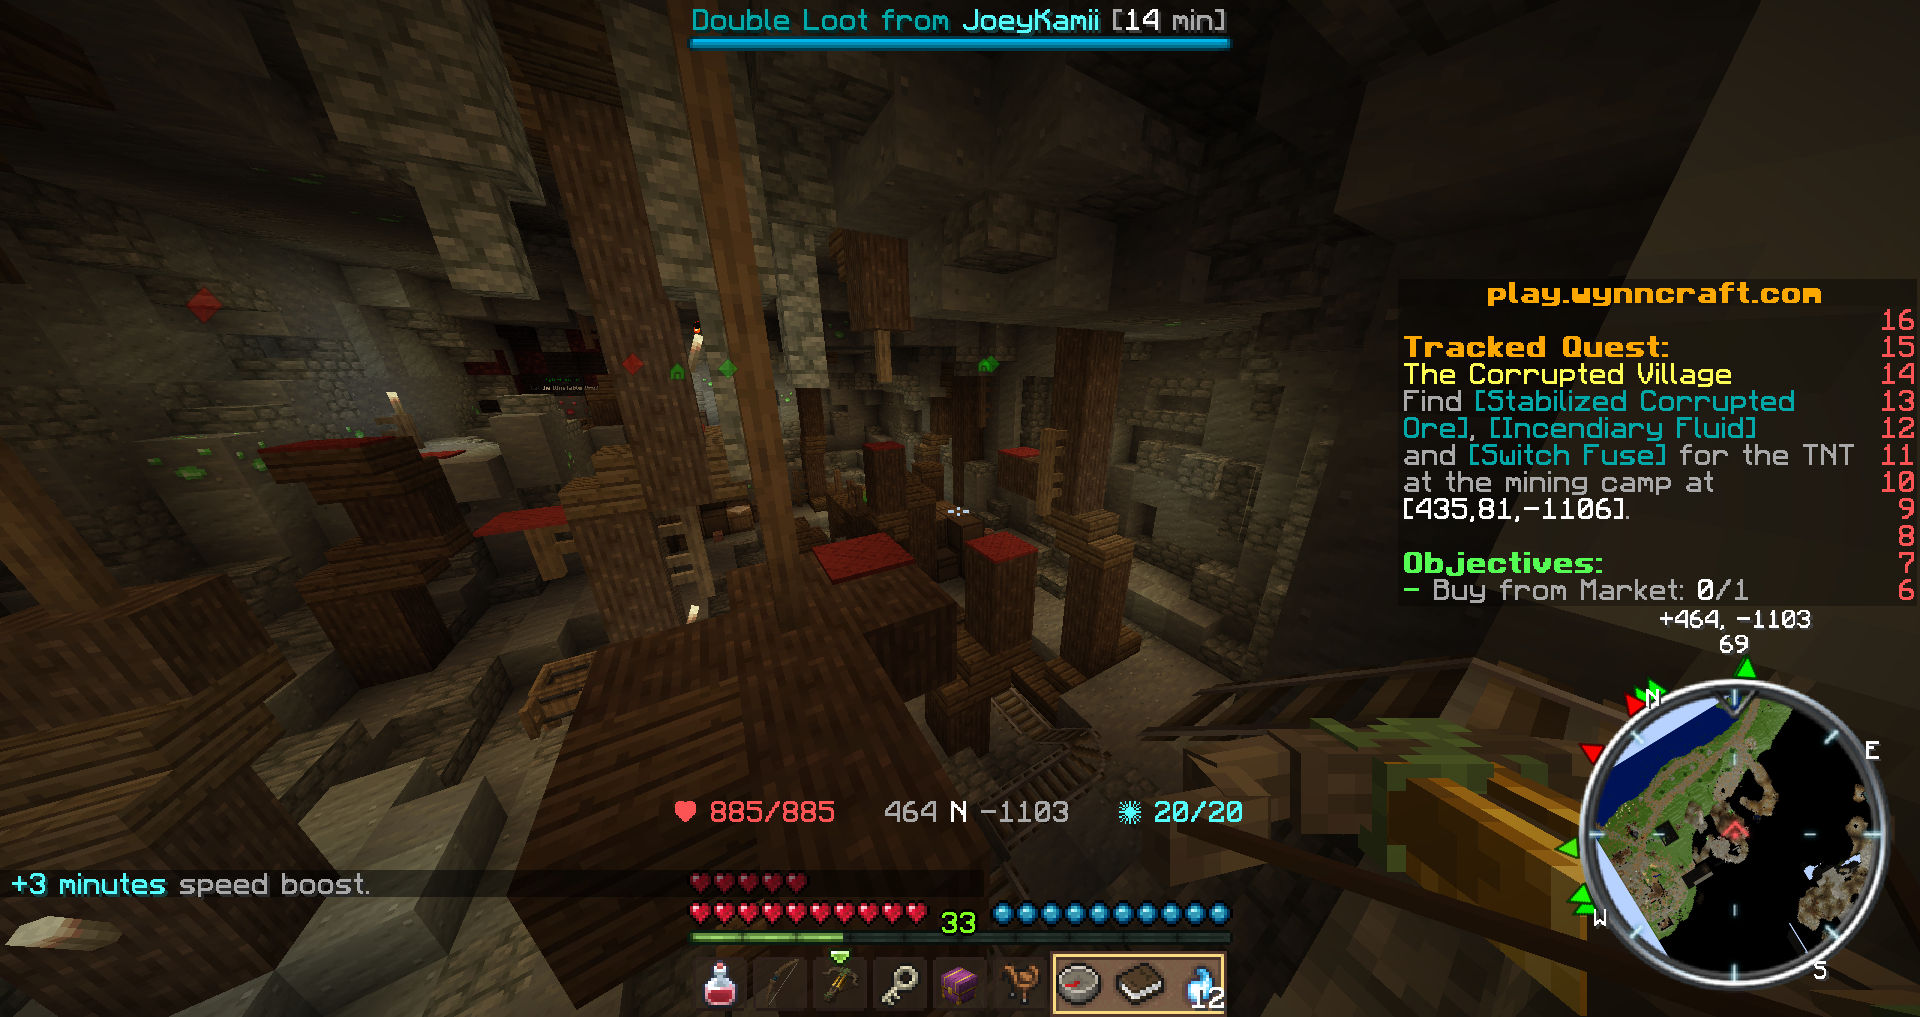 Double Loot from JoeyKamii [14 min]
play.wynncraft.com
16
Tracked Quest: 15
The Corrupted Village 14
Find [Stabilized Corrupted 13
Ore], [Incendiary Fluid] 12
and [Switch Fuse] for the TNT 11
at the mining camp at 10
[435,81,-1106]. 9
8
Objectives: 7
- Buy from Market: 0/1 6
+464, -1103
69
N
E
W
S
885/885 464 N -1103 20/20
+3 minutes speed boost.
33
12